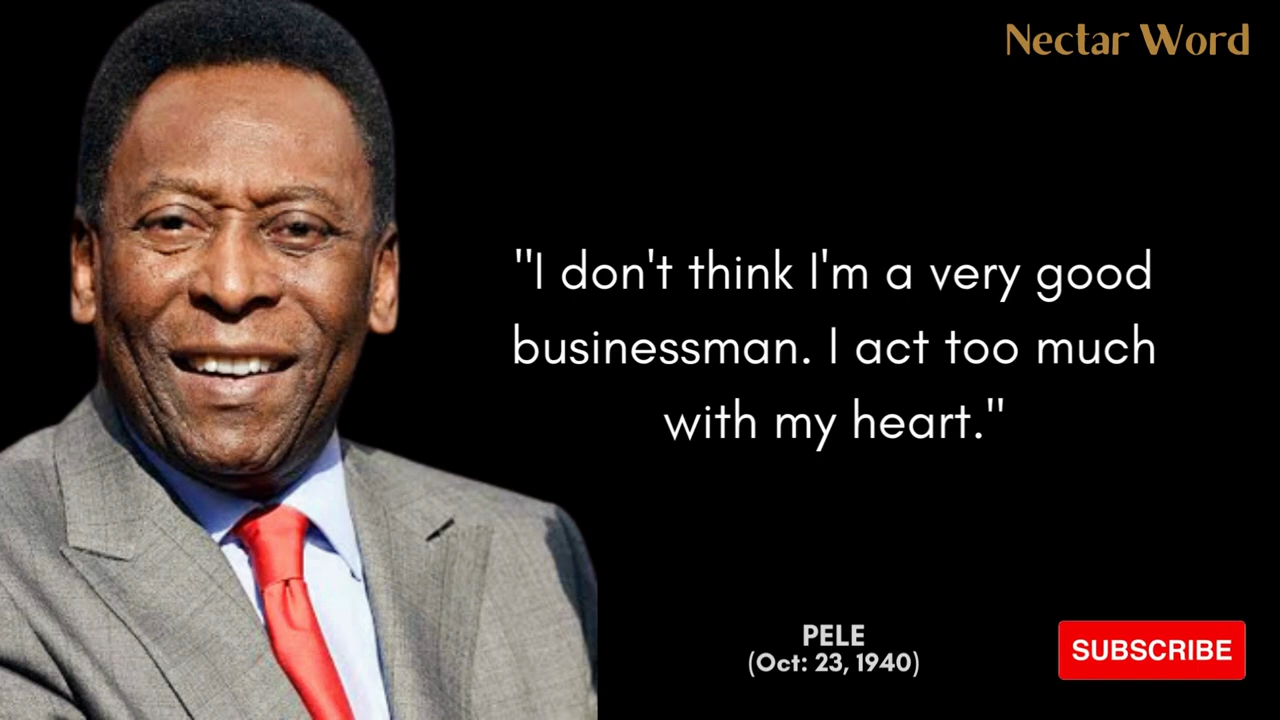 Nectar Word
"I don't think I'm a very good
businessman. I act too much
with my heart."
PELE
(Oct: 23, 1940)
SUBSCRIBE